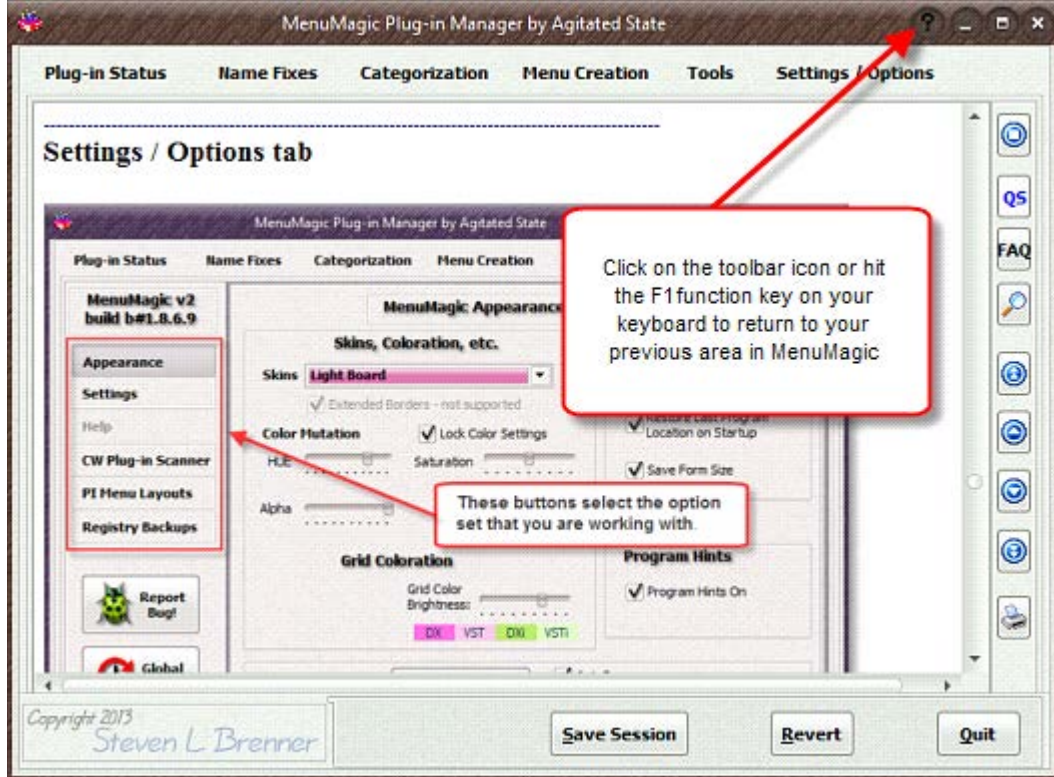 MenuMagic Plug-in Manager by Agitated State
?
Plug-in Status Name Fixes Categorization Menu Creation Tools Settings / Options
Settings / Options tab
QS
FAQ
MenuMagic Plug-in Manager by Agitated State
Plug-in Status Name Fixes Categorization Menu Creation
Click on the toolbar icon or hit
the F1function key on your
keyboard to return to your
previous area in MenuMagic
MenuMagic v2
build b#1.8.6.9
MenuMagic Appearance
Skins, Coloration, etc.
Appearance
Skins Light Board
Settings
Extended Borders - not supported
Restore Last Program
Location on Startup
Help
Color Mutation Lock Color Settings
CW Plug-in Scanner
HUE Saturation
Save Form Size
PI Menu Layouts
Alpha
These buttons select the option
set that you are working with.
Registry Backups
Grid Coloration
Program Hints
Report
Bug!
Grid Color
Brightness:
Program Hints On
DX VST DXi VSTi
Global
Copyright 2013
Steven L Brenner
Save Session Revert Quit